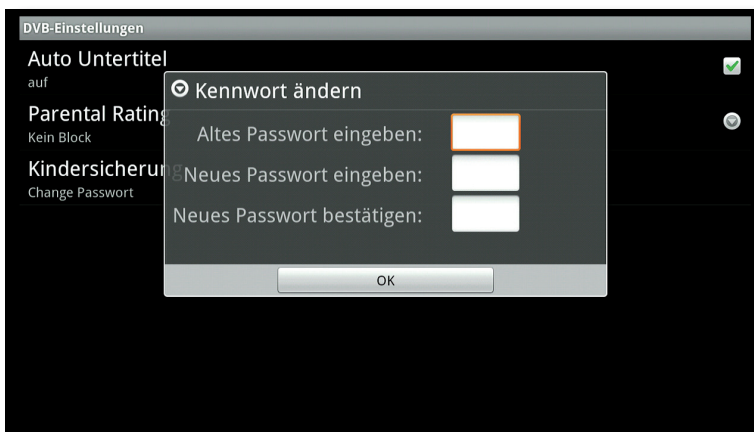 DVB-Einstellungen
Auto Untertitel
auf
Parental Rating
Kein Block
Kindersicherung
Change Passwort
Kennwort ändern
Altes Passwort eingeben:
Neues Passwort eingeben:
Neues Passwort bestätigen:
OK